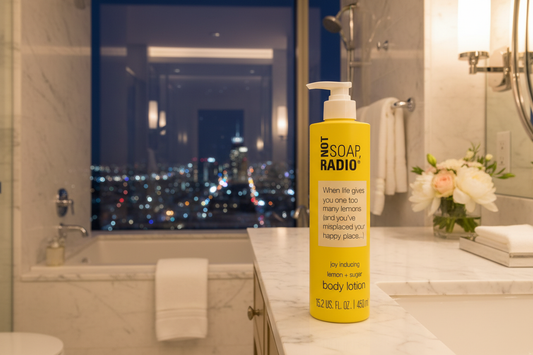 NOT
SOAP,
RADIO
When life gives
you one too
many lemons
(and you've
misplaced your
happy place...)
joy inducing
lemon + sugar
body lotion
15.2 US. FL. OZ. | 450